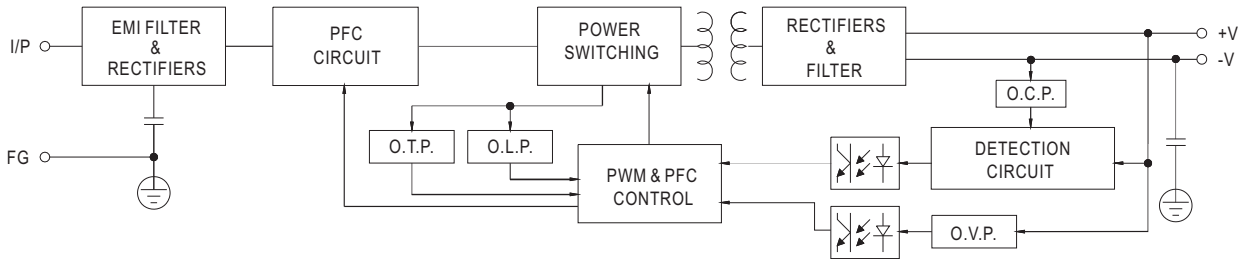 I/P
EMI FILTER
&
RECTIFIERS
PFC
CIRCUIT
POWER
SWITCHING
RECTIFIERS
&
FILTER
+V
-V
O.C.P.
FG
O.T.P.
O.L.P.
PWM & PFC
CONTROL
DETECTION
CIRCUIT
O.V.P.